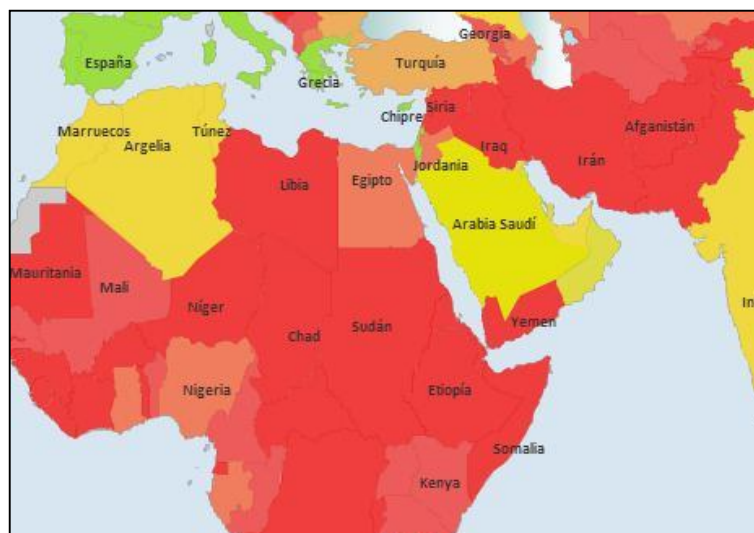 Georgia
España
Turquía
Grecia
Chipre
Siria
Marruecos
Túnez
Argelia
Afganistán
Iraq
Irán
Jordania
Libia
Egipto
Arabia Saudí
Mauritania
Mali
In
Níger
Yemen
Chad
Sudán
Nigeria
Etiopía
Somalia
Kenya